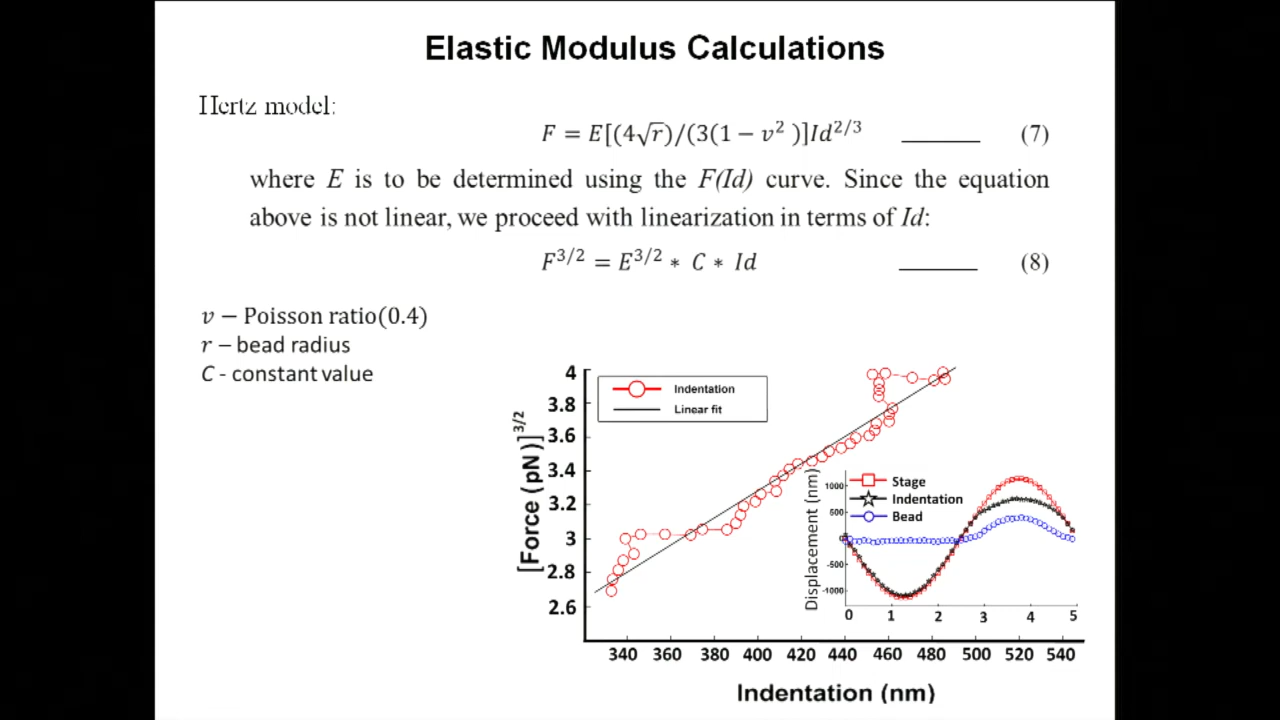 Elastic Modulus Calculations
Hertz model:
F = E[(4√r)/(3(1 − v² )]Id^2/3 ______ (7)
where E is to be determined using the F(Id) curve. Since the equation
above is not linear, we proceed with linearization in terms of Id:
F^3/2 = E^3/2 * C * Id ______ (8)
v − Poisson ratio(0.4)
r – bead radius
C - constant value
[Force (pN)]^3/2
4
3.8
3.6
3.4
3.2
3
2.8
2.6
Indentation
Linear fit
Displacement (nm)
1000
500
-500
-1000
Stage
Indentation
Bead
0 1 2 3 4 5
340 360 380 400 420 440 460 480 500 520 540
Indentation (nm)